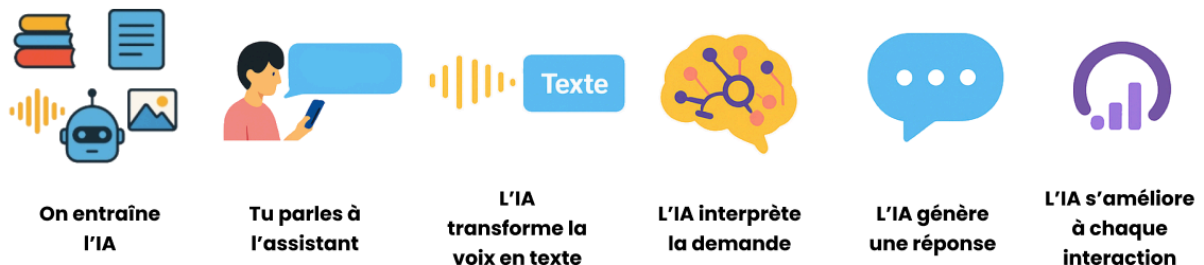 Texte
On entraîne
l'IA
Tu parles à
l'assistant
L'IA
transforme la
voix en texte
L'IA interprète
la demande
L'IA génère
une réponse
L'IA s'améliore
à chaque
interaction